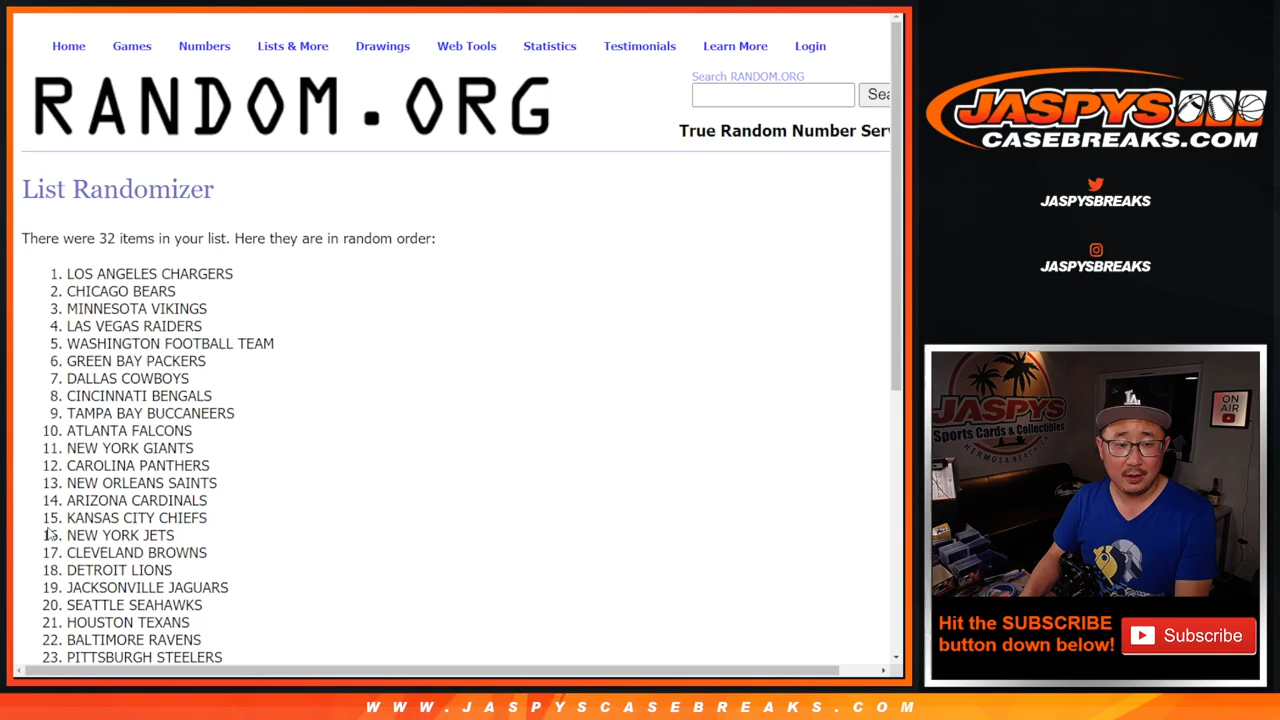 Home Games Numbers Lists & More Drawings Web Tools Statistics Testimonials Learn More Login
RANDOM.ORG
Search RANDOM.ORG
Sea
True Random Number Serv
List Randomizer
There were 32 items in your list. Here they are in random order:
1. LOS ANGELES CHARGERS
2. CHICAGO BEARS
3. MINNESOTA VIKINGS
4. LAS VEGAS RAIDERS
5. WASHINGTON FOOTBALL TEAM
6. GREEN BAY PACKERS
7. DALLAS COWBOYS
8. CINCINNATI BENGALS
9. TAMPA BAY BUCCANEERS
10. ATLANTA FALCONS
11. NEW YORK GIANTS
12. CAROLINA PANTHERS
13. NEW ORLEANS SAINTS
14. ARIZONA CARDINALS
15. KANSAS CITY CHIEFS
16. NEW YORK JETS
17. CLEVELAND BROWNS
18. DETROIT LIONS
19. JACKSONVILLE JAGUARS
20. SEATTLE SEAHAWKS
21. HOUSTON TEXANS
22. BALTIMORE RAVENS
23. PITTSBURGH STEELERS
JASPYS
CASEBREAKS.COM
JASPYSBREAKS
JASPYSBREAKS
JASPYS
Sports Cards & Collectibles
HERMOSA BEACH, CA
ON
AIR
LA
Hit the SUBSCRIBE
button down below!
Subscribe
WWW.JASPYSCASEBREAKS.COM